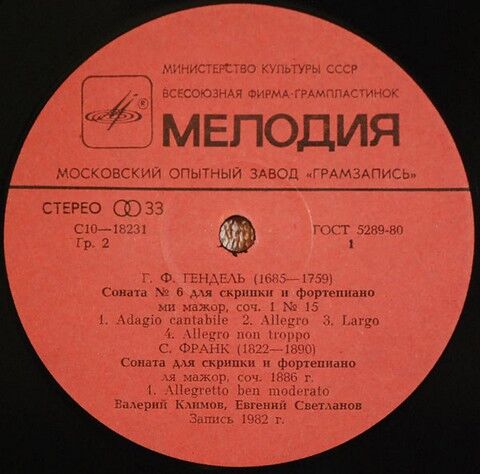 МИНИСТЕРСТВО КУЛЬТУРЫ СССР
ВСЕСОЮЗНАЯ ФИРМА·ГРАМПЛАСТИНОК
®
МЕЛОДИЯ
МОСКОВСКИЙ ОПЫТНЫЙ ЗАВОД «ГРАМЗАПИСЬ»
СТЕРЕО 33
С10—18231
ГОСТ 5289-80
Гр. 2
1
Г. Ф. ГЕНДЕЛЬ (1685—1759)
Соната № 6 для скрипки и фортепиано
ми мажор, соч. 1 № 15
1. Adagio cantabile 2. Allegro 3. Largo
4. Allegro non troppo
С. ФРАНК (1822—1890)
Соната для скрипки и фортепиано
ля мажор, соч. 1886 г.
1. Allegretto ben moderato
Валерий Климов, Евгений Светланов
Запись 1982 г.